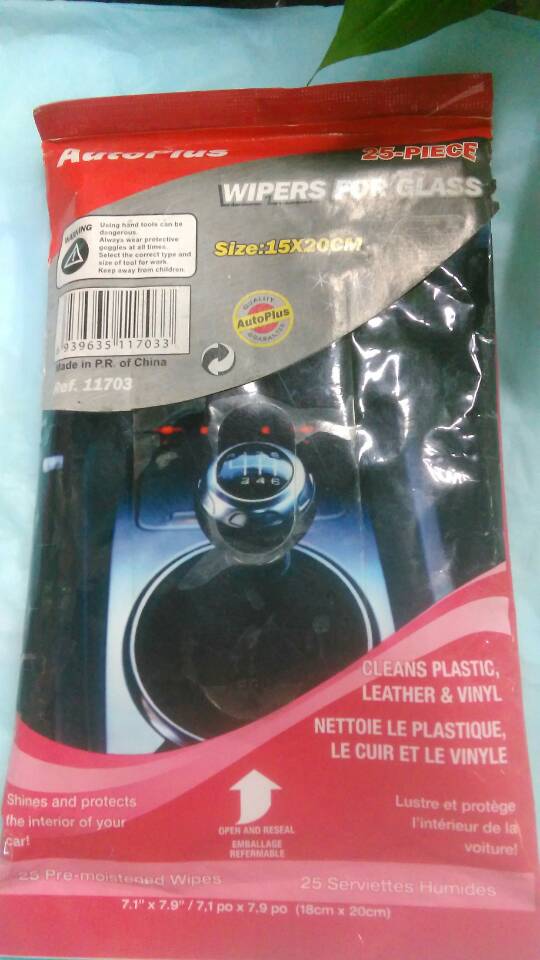 AutoPlus
25-PIECE
WIPERS FOR GLASS
Size:15X20CM
WARNING
Using hand tools can be
dangerous.
Always wear protective
goggles at all times.
Select the correct type and
size of tool for work.
Keep away from children.
939635 117033
Made in P.R. of China
Ref. 11703
QUALITY
AutoPlus
GUARANTEE
3 4 6
CLEANS PLASTIC,
LEATHER & VINYL
NETTOIE LE PLASTIQUE,
LE CUIR ET LE VINYLE
Shines and protects
the interior of your
car!
OPEN AND RESEAL
EMBALLAGE
REFERMABLE
Lustre et protège
l'intérieur de la
voiture!
25 Pre-moistened Wipes
25 Serviettes Humides
7.1" x 7.9" / 7,1 po x 7,9 po (18cm x 20cm)